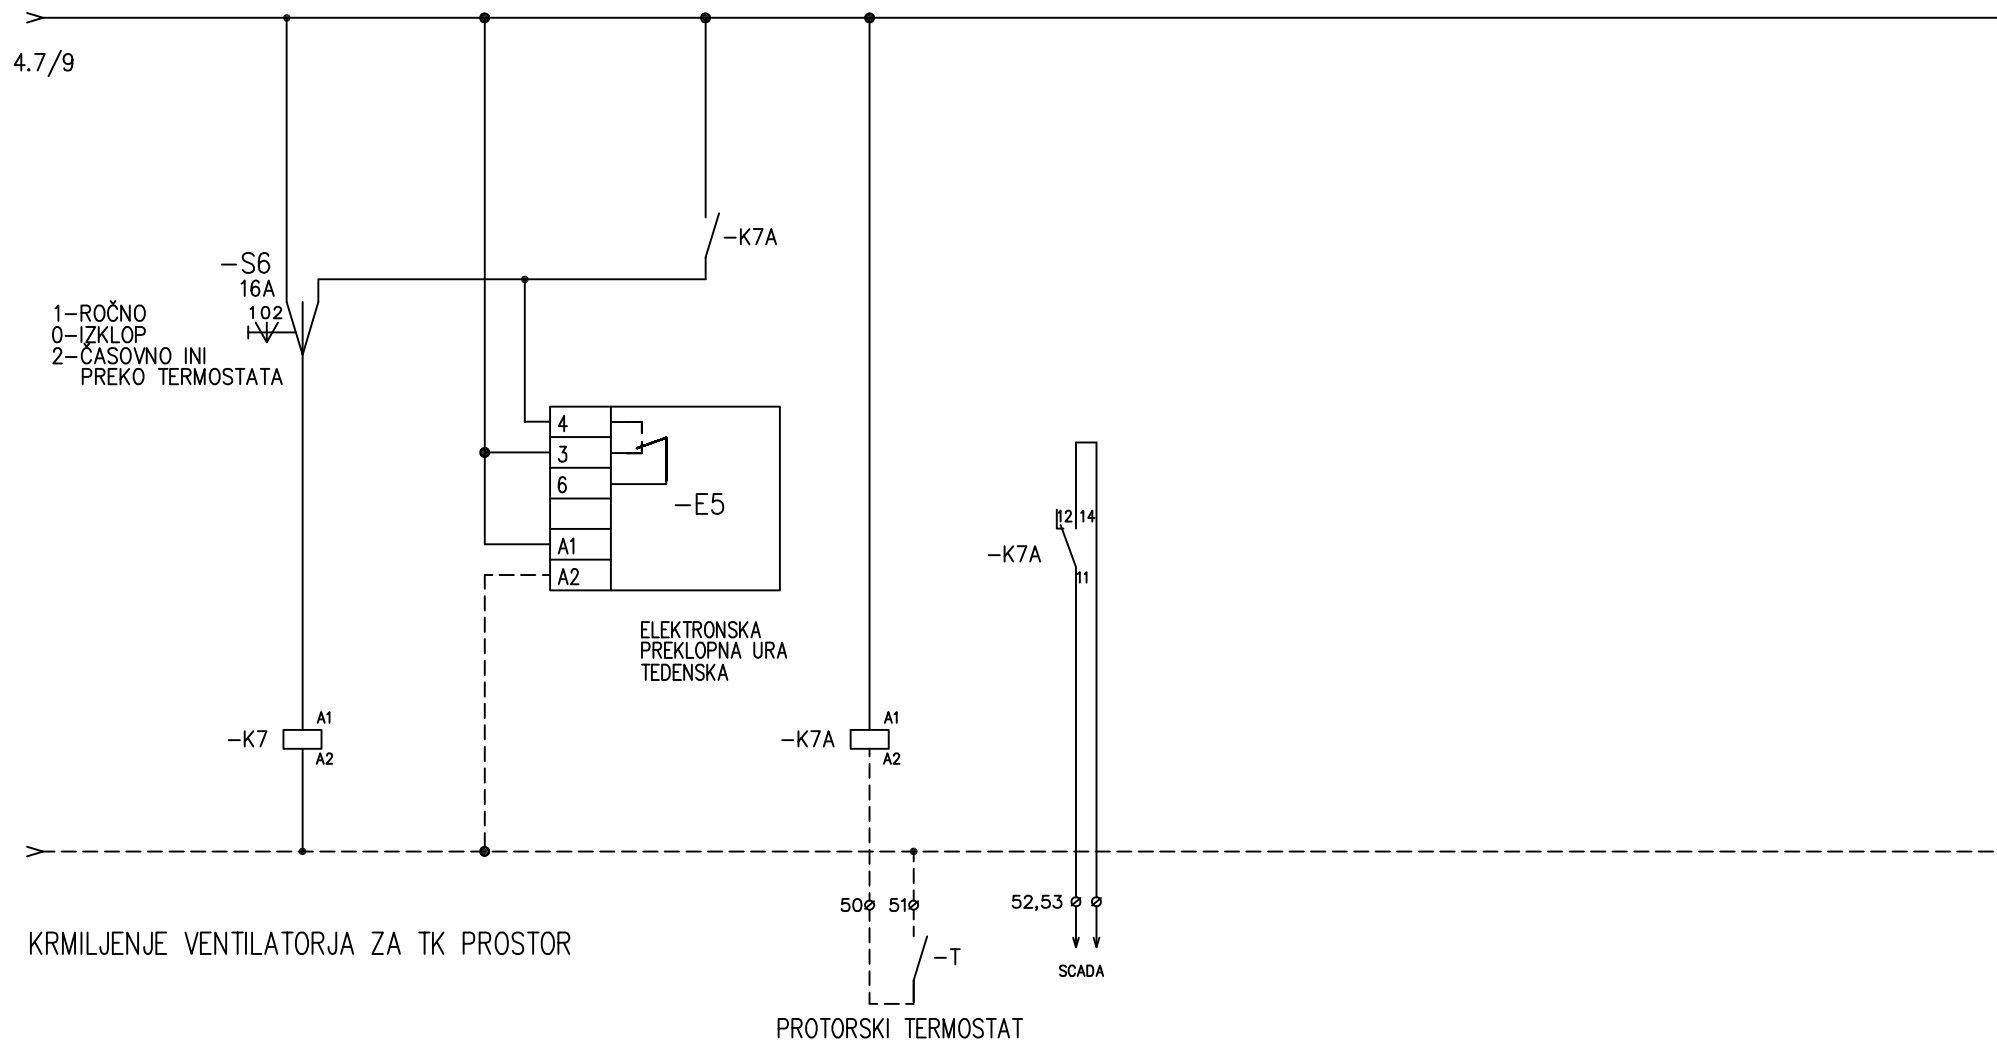 4.7/9
-K7A
-S6
16A
102
1-ROČNO
0-IZKLOP
2-ČASOVNO INI
PREKO TERMOSTATA
4
3
6
-E5
A1
A2
12 14
-K7A
11
ELEKTRONSKA
PREKLOPNA URA
TEDENSKA
A1
-K7
A2
A1
-K7A
A2
50 51
52,53
KRMILJENJE VENTILATORJA ZA TK PROSTOR
-T
SCADA
PROTORSKI TERMOSTAT